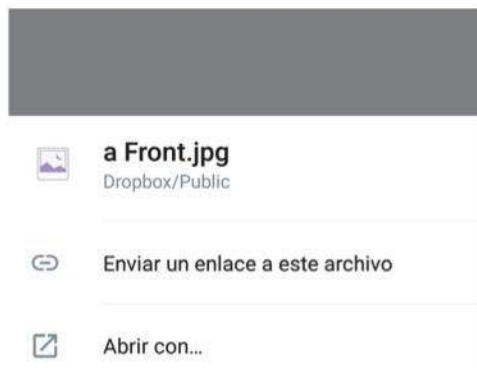 a Front.jpg
Dropbox/Public
Enviar un enlace a este archivo
Abrir con...